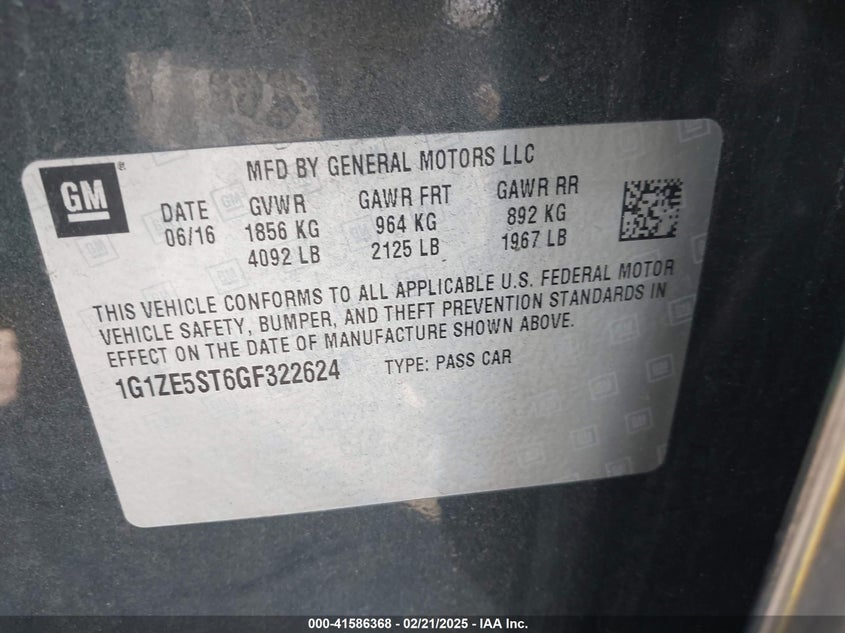 GM
MFD BY GENERAL MOTORS LLC
DATE GVWR GAWR FRT GAWR RR
06/16 1856 KG 964 KG 892 KG
4092 LB 2125 LB 1967 LB
THIS VEHICLE CONFORMS TO ALL APPLICABLE U.S. FEDERAL MOTOR
VEHICLE SAFETY, BUMPER, AND THEFT PREVENTION STANDARDS IN
EFFECT ON THE DATE OF MANUFACTURE SHOWN ABOVE.
1G1ZE5ST6GF322624 TYPE: PASS CAR
000-41586368 - 02/21/2025 - IAA Inc.